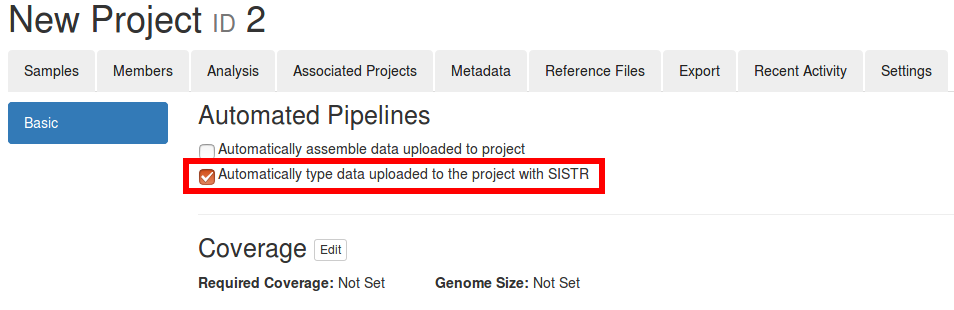 New Project ID 2
Samples Members Analysis Associated Projects Metadata Reference Files Export Recent Activity Settings
Basic
Automated Pipelines
Automatically assemble data uploaded to project
Automatically type data uploaded to the project with SISTR
Coverage Edit
Required Coverage: Not Set Genome Size: Not Set